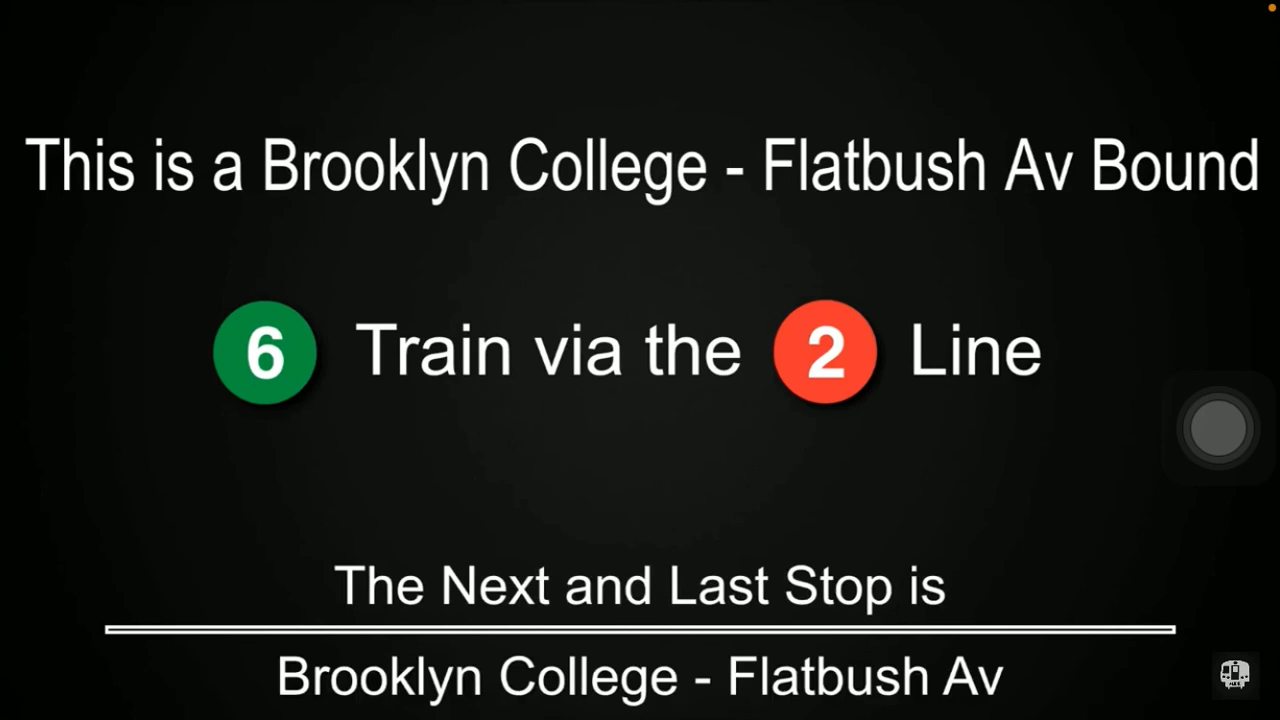 This is a Brooklyn College - Flatbush Av Bound
6 Train via the 2 Line
The Next and Last Stop is
Brooklyn College - Flatbush Av